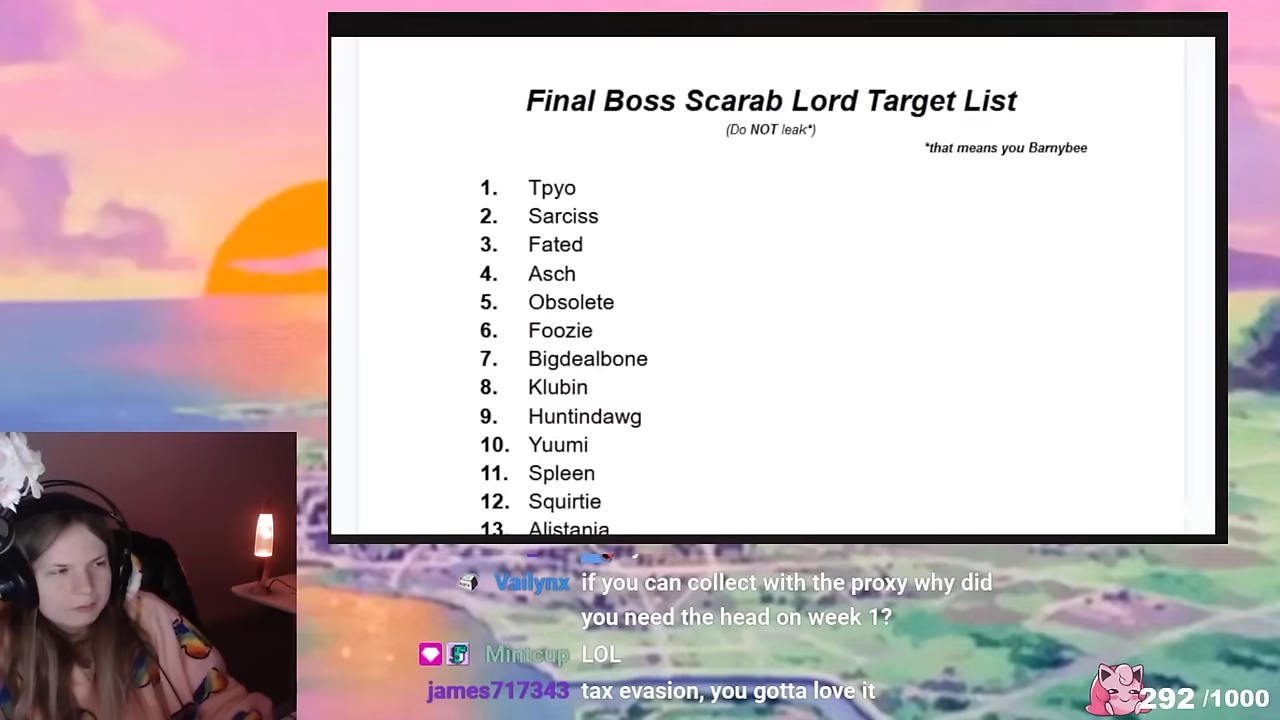 Final Boss Scarab Lord Target List
(Do NOT leak*)
*that means you Barnybee
1. Tpyo
2. Sarciss
3. Fated
4. Asch
5. Obsolete
6. Foozie
7. Bigdealbone
8. Klubin
9. Huntindawg
10. Yuumi
11. Spleen
12. Squirtie
13. Alistania
Vailynx if you can collect with the proxy why did
you need the head on week 1?
Mintcup LOL
james717343 tax evasion, you gotta love it
292 /1000